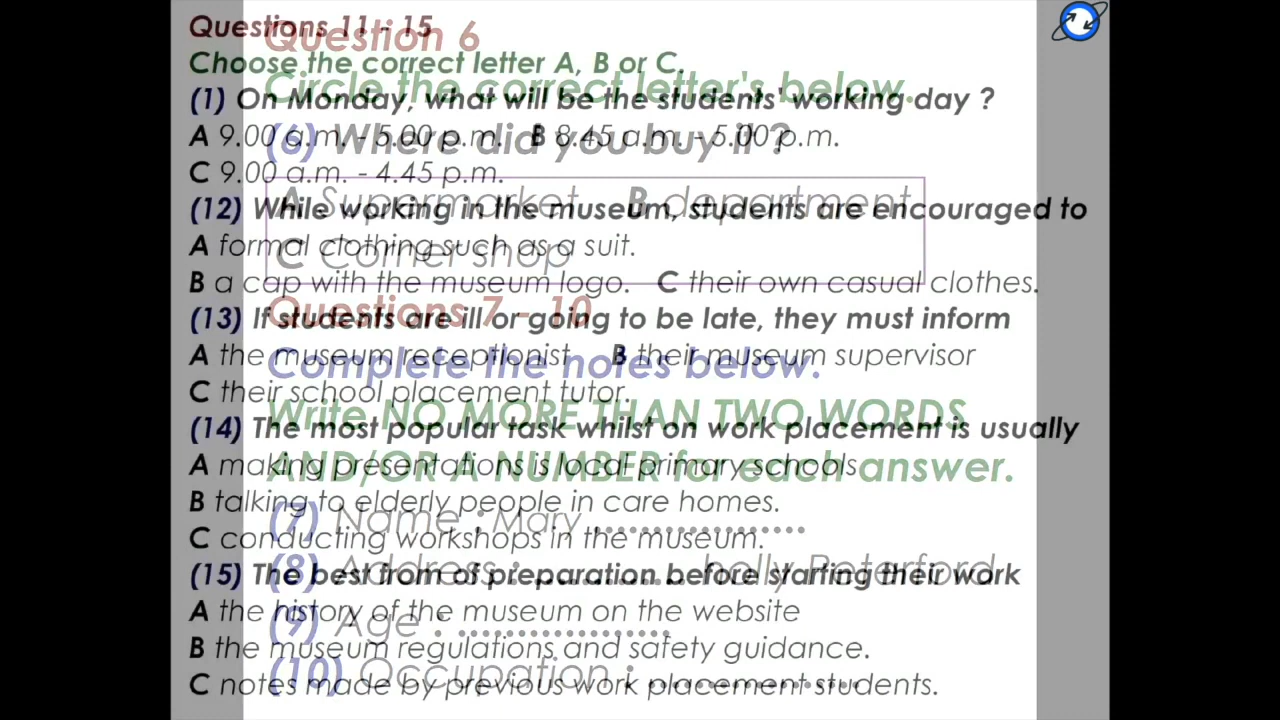 Questions 11 - 15
Choose the correct letter A, B or C.
(1) On Monday, what will be the students' working day ?
A 9.00 a.m. - 5.00 p.m. B 8.45 a.m. - 5.00 p.m.
C 9.00 a.m. - 4.45 p.m.
(12) While working in the museum, students are encouraged to
A formal clothing such as a suit.
B a cap with the museum logo. C their own casual clothes.
(13) If students are ill or going to be late, they must inform
A the museum receptionist B their museum supervisor
C their school placement tutor.
(14) The most popular task whilst on work placement is usually
A making presentations is local primary schools
B talking to elderly people in care homes.
C conducting workshops in the museum.
(15) The best from of preparation before starting their work
A the history of the museum on the website
B the museum regulations and safety guidance.
C notes made by previous work placement students.
Question 6
Circle the correct letter's below.
(6) Where did you buy it ?
A Supermarket B department
C Corner shop
Questions 7 - 10
Complete the notes below.
Write NO MORE THAN TWO WORDS
AND/OR A NUMBER for each answer.
(7) Name : Mary ................
(8) Address : ............ holly Peterford
(9) Age : ................
(10) Occupation : ................